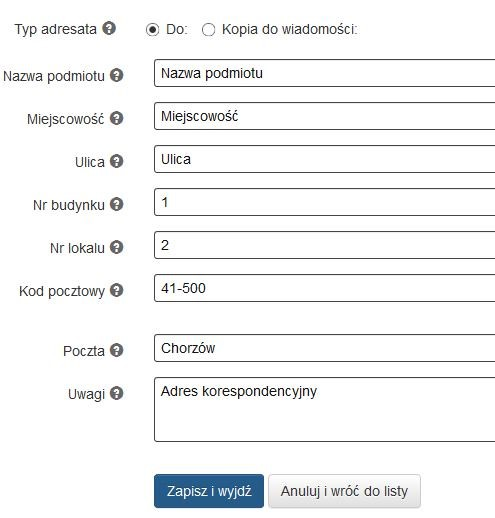 Typ adresata ? Do: Kopia do wiadomości:
Nazwa podmiotu ? Nazwa podmiotu
Miejscowość ? Miejscowość
Ulica ? Ulica
Nr budynku ? 1
Nr lokalu ? 2
Kod pocztowy ? 41-500
Poczta ? Chorzów
Uwagi ? Adres korespondencyjny
Zapisz i wyjdź Anuluj i wróć do listy